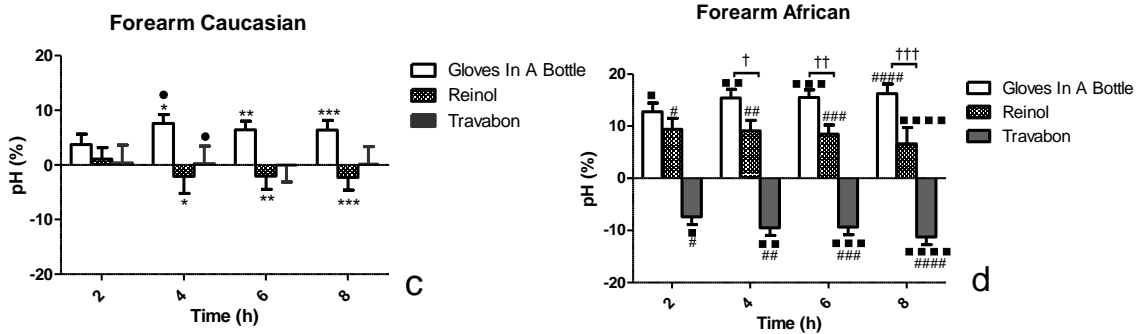 Forearm Caucasian
20
10
0
-10
-20
pH (%)
●
* ** ***
●
* ** ***
2 4 6 8
Time (h)
Gloves In A Bottle
Reinol
Travabon
c
Forearm African
20
10
0
-10
-20
pH (%)
† †† †††
■ # ■■ ## ■■■ ### #### ■■■■
■ ■■ ■■■ ■■■■
# ## ### ####
2 4 6 8
Time (h)
Gloves In A Bottle
Reinol
Travabon
d